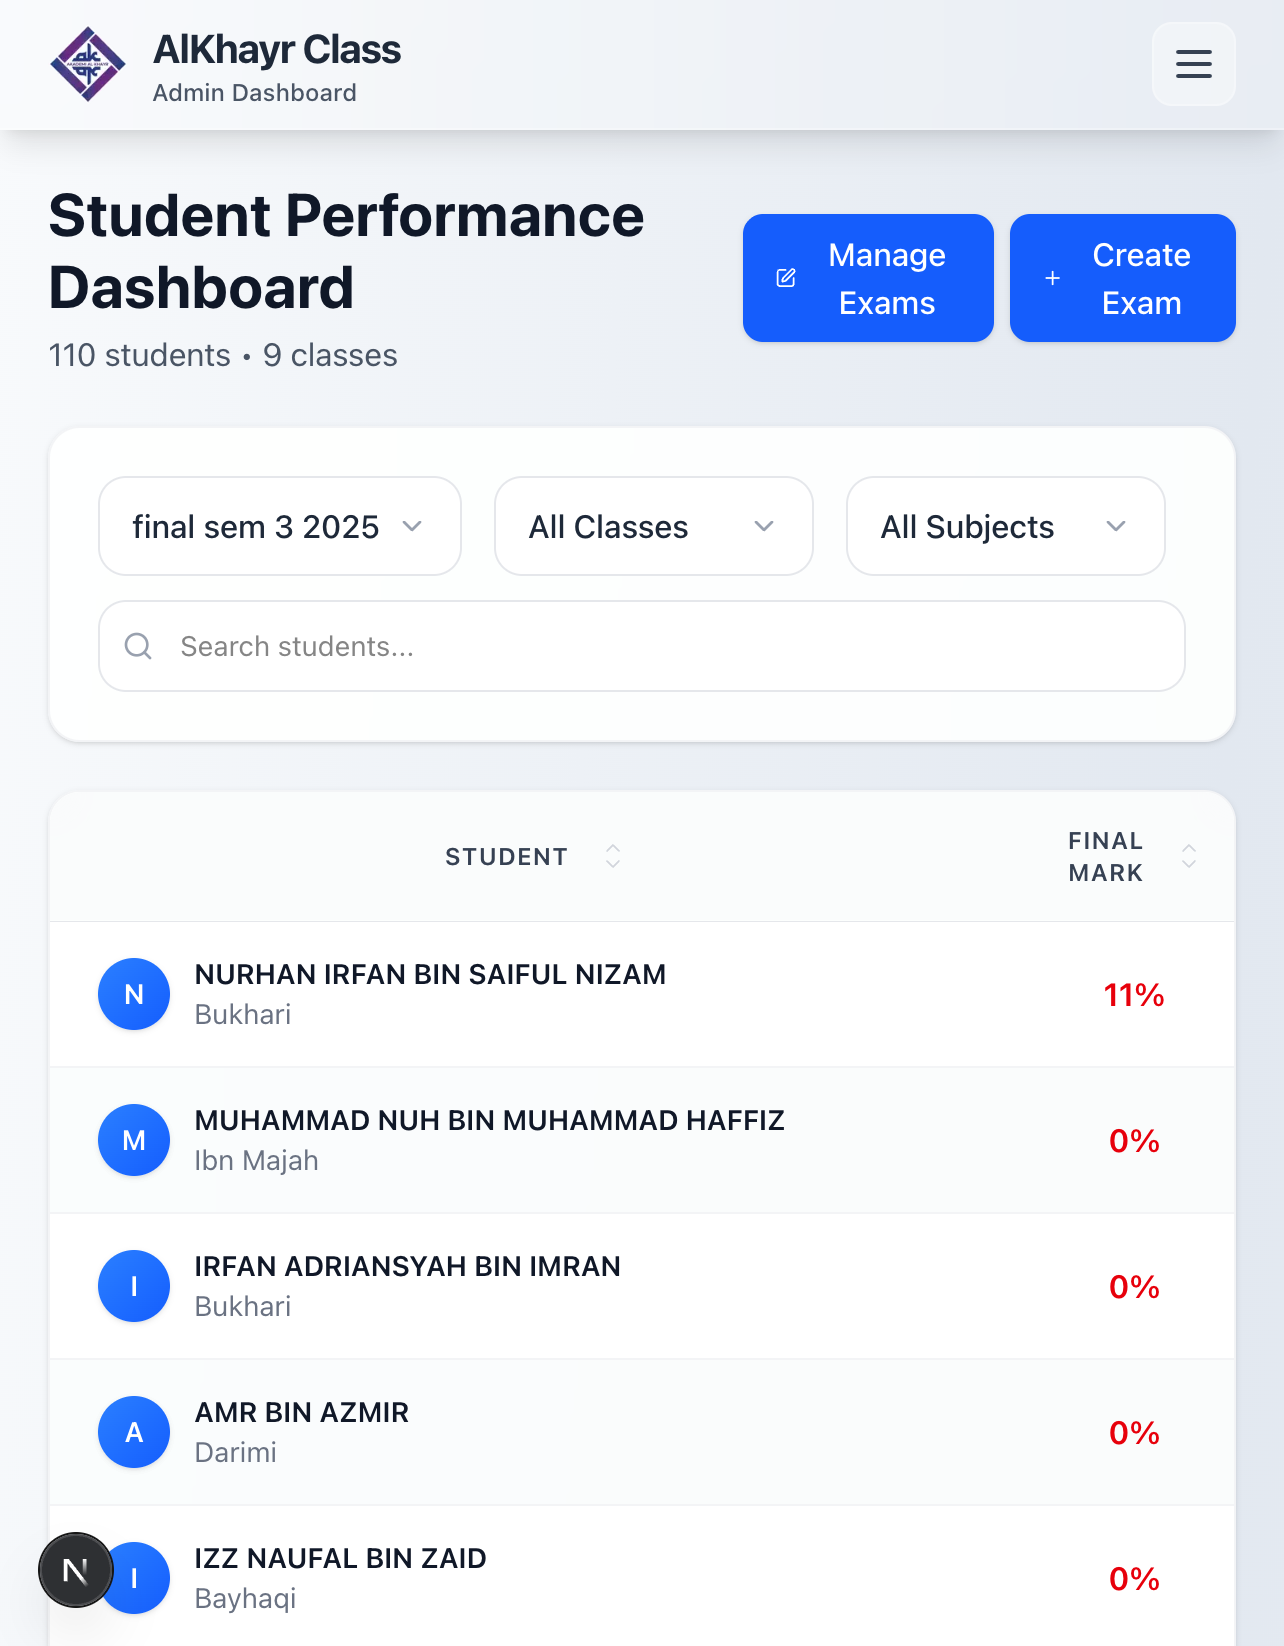 AlKhayr Class
Admin Dashboard
Student Performance
Dashboard
110 students • 9 classes
Manage
Exams
Create
Exam
final sem 3 2025
All Classes
All Subjects
Search students...
STUDENT
FINAL
MARK
N
NURHAN IRFAN BIN SAIFUL NIZAM
Bukhari
11%
M
MUHAMMAD NUH BIN MUHAMMAD HAFFIZ
Ibn Majah
0%
I
IRFAN ADRIANSYAH BIN IMRAN
Bukhari
0%
A
AMR BIN AZMIR
Darimi
0%
N
I
IZZ NAUFAL BIN ZAID
Bayhaqi
0%